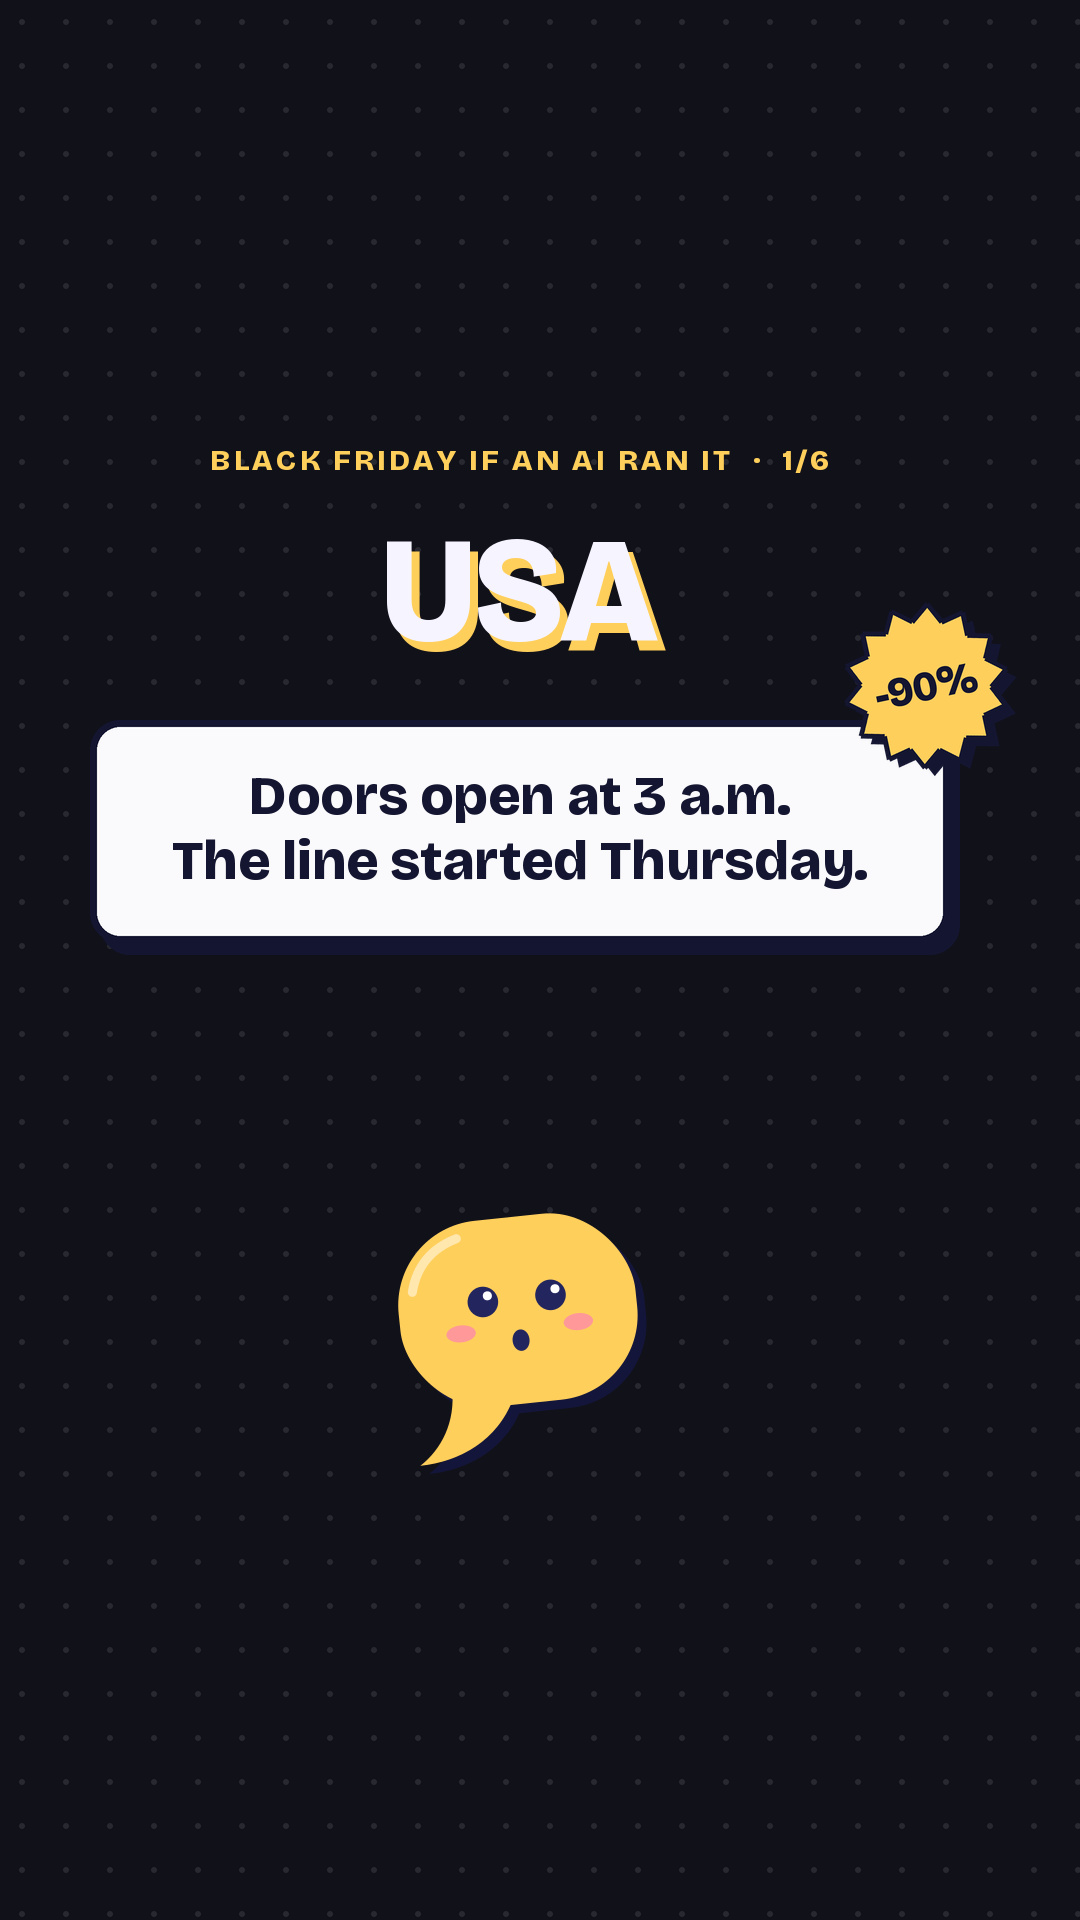 BLACK FRIDAY IF AN AI RAN IT · 1/6
USA
-90%
Doors open at 3 a.m.
The line started Thursday.